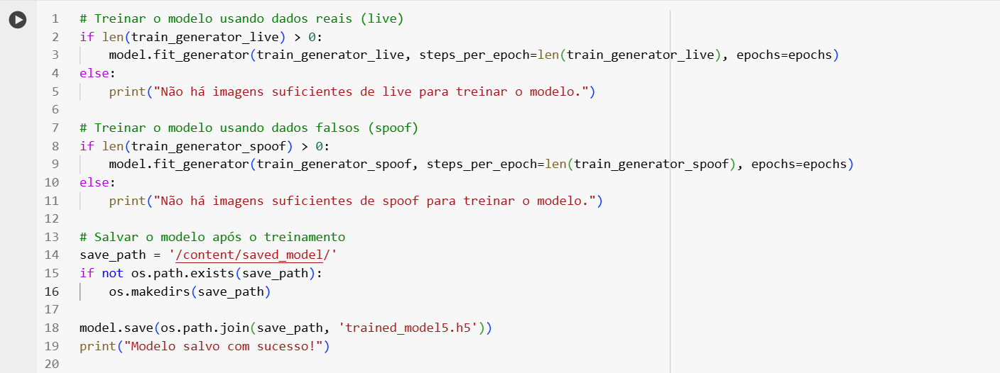 1 # Treinar o modelo usando dados reais (live)
2 if len(train_generator_live) > 0:
3     model.fit_generator(train_generator_live, steps_per_epoch=len(train_generator_live), epochs=epochs)
4 else:
5     print("Não há imagens suficientes de live para treinar o modelo.")
6
7 # Treinar o modelo usando dados falsos (spoof)
8 if len(train_generator_spoof) > 0:
9     model.fit_generator(train_generator_spoof, steps_per_epoch=len(train_generator_spoof), epochs=epochs)
10 else:
11     print("Não há imagens suficientes de spoof para treinar o modelo.")
12
13 # Salvar o modelo após o treinamento
14 save_path = '/content/saved_model/'
15 if not os.path.exists(save_path):
16     os.makedirs(save_path)
17
18 model.save(os.path.join(save_path, 'trained_model5.h5'))
19 print("Modelo salvo com sucesso!")
20